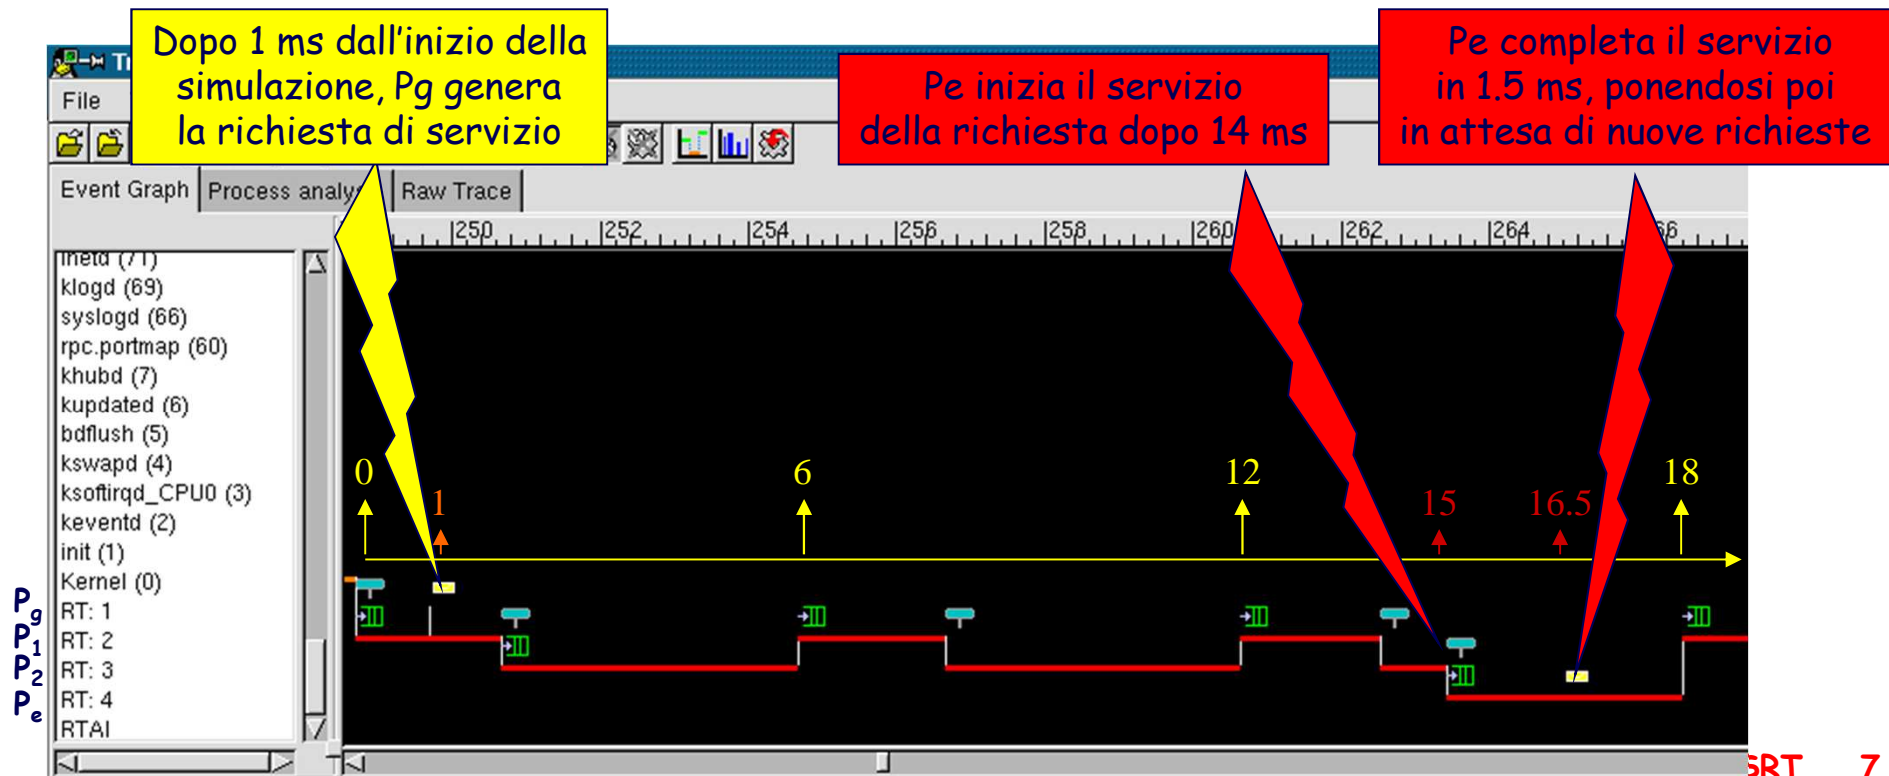 Dopo 1 ms dall'inizio della
simulazione, Pg genera
la richiesta di servizio
Pe inizia il servizio
della richiesta dopo 14 ms
Pe completa il servizio
in 1.5 ms, ponendosi poi
in attesa di nuove richieste
File
Event Graph
Process
Raw Trace
250
252
254
256
258
260
262
264
klogd (69)
syslogd (66)
rpc.portmap (60)
khubd (7)
kupdated (6)
bdflush (5)
kswapd (4)
ksoftirqd_CPU0 (3)
keventd (2)
init (1)
Kernel (0)
RT: 1
RT: 2
RT: 3
RT: 4
RTAI
Pg
P1
P2
Pe
0
1
6
12
15
16.5
18
SRT 7